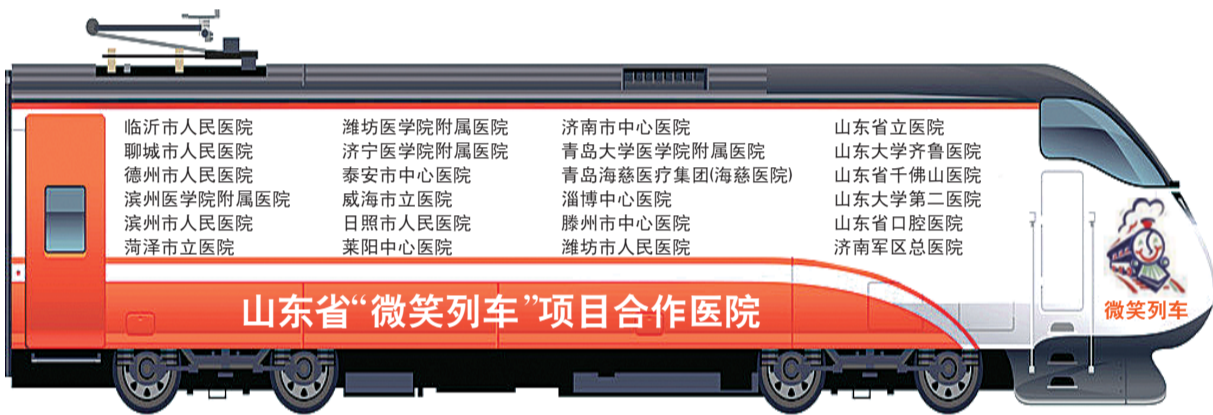 临沂市人民医院
聊城市人民医院
德州市人民医院
滨州医学院附属医院
滨州市人民医院
菏泽市立医院
潍坊医学院附属医院
济宁医学院附属医院
泰安市中心医院
威海市立医院
日照市人民医院
莱阳中心医院
济南市中心医院
青岛大学医学院附属医院
青岛海慈医疗集团(海慈医院)
淄博中心医院
滕州市中心医院
潍坊市人民医院
山东省立医院
山东大学齐鲁医院
山东省千佛山医院
山东大学第二医院
山东省口腔医院
济南军区总医院
山东省“微笑列车”项目合作医院
微笑列车